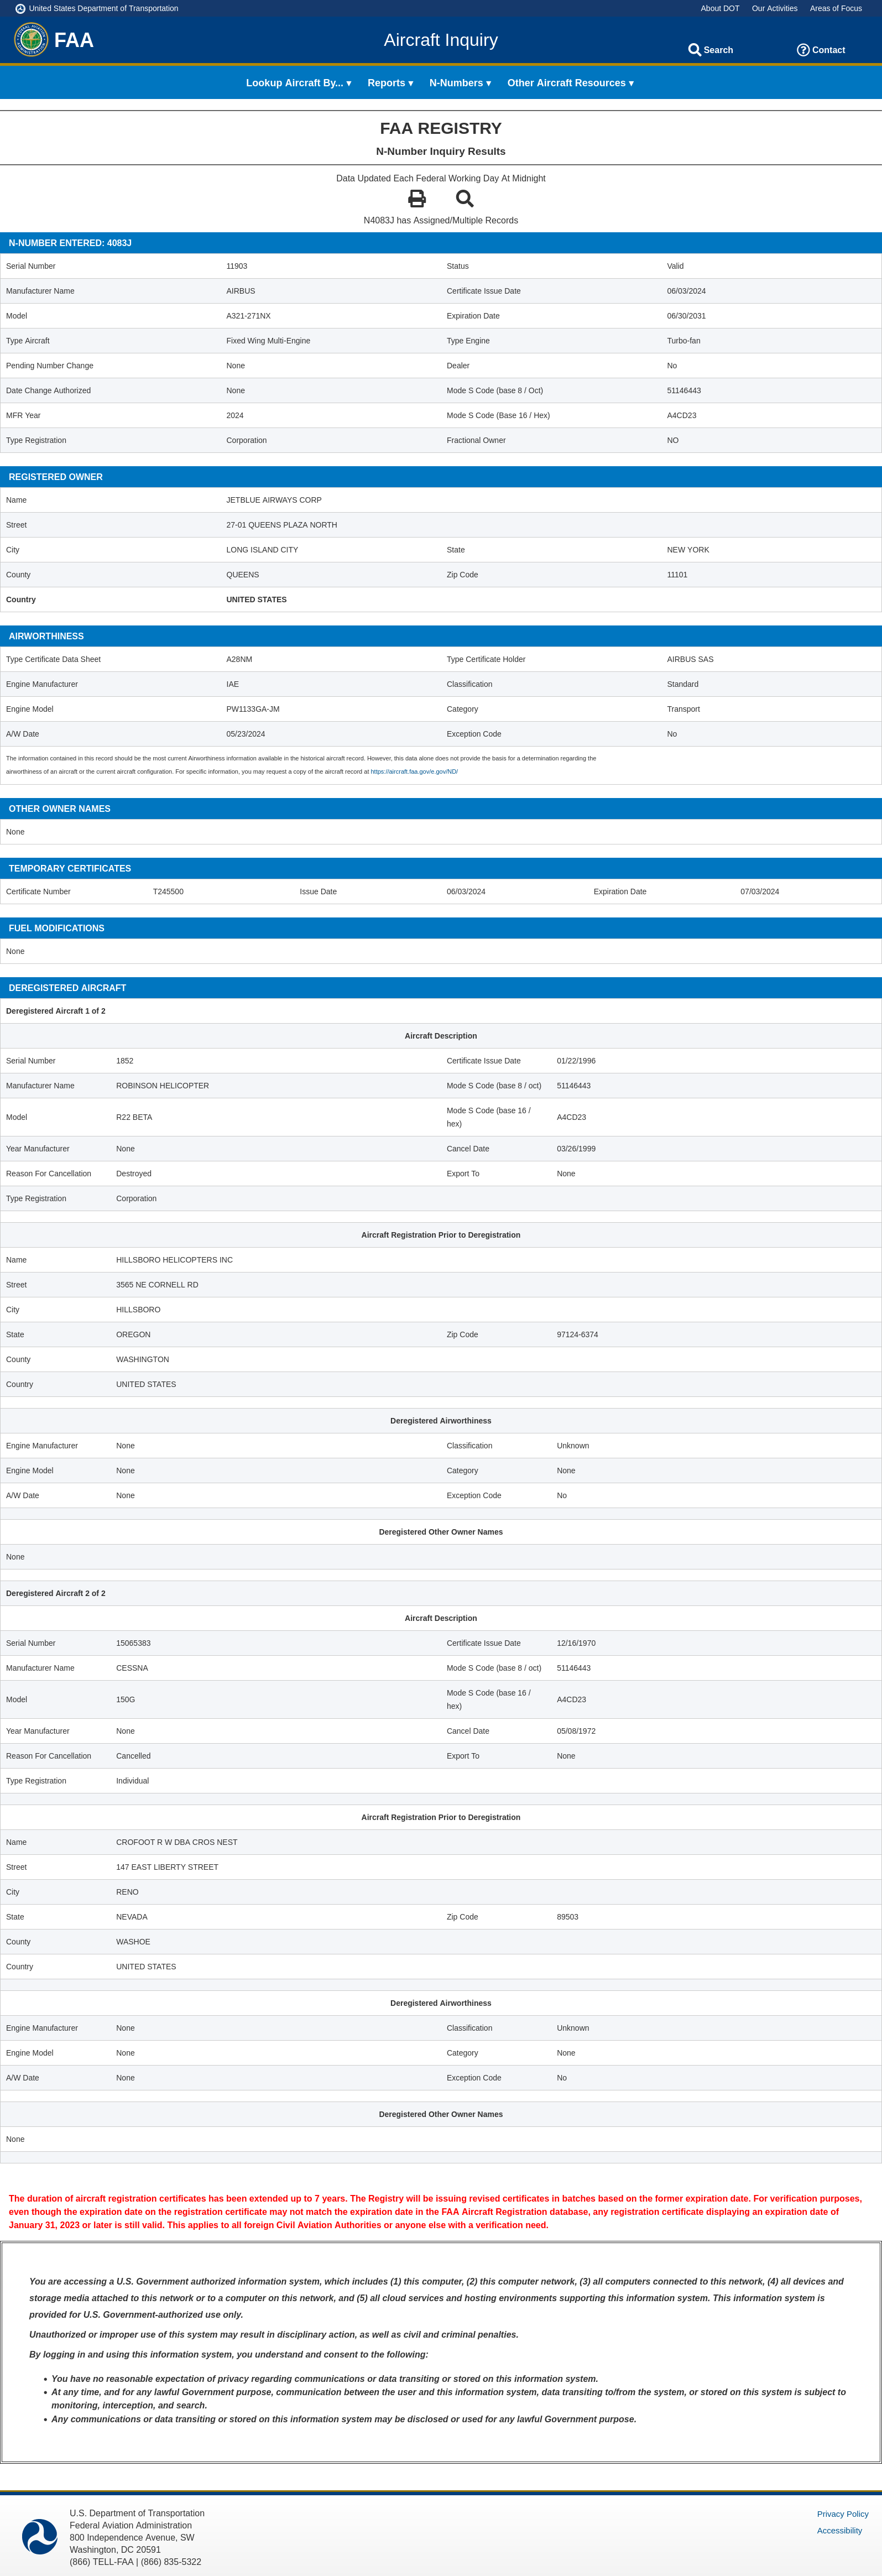 United States Department of Transportation About DOT Our Activities Areas of Focus
FAA Aircraft Inquiry Search Contact
Lookup Aircraft By... ▾ Reports ▾ N-Numbers ▾ Other Aircraft Resources ▾
FAA REGISTRY
N-Number Inquiry Results
Data Updated Each Federal Working Day At Midnight
N4083J has Assigned/Multiple Records
N-NUMBER ENTERED: 4083J
Serial Number 11903 Status Valid
Manufacturer Name AIRBUS Certificate Issue Date 06/03/2024
Model A321-271NX Expiration Date 06/30/2031
Type Aircraft Fixed Wing Multi-Engine Type Engine Turbo-fan
Pending Number Change None Dealer No
Date Change Authorized None Mode S Code (base 8 / Oct) 51146443
MFR Year 2024 Mode S Code (Base 16 / Hex) A4CD23
Type Registration Corporation Fractional Owner NO
REGISTERED OWNER
Name JETBLUE AIRWAYS CORP
Street 27-01 QUEENS PLAZA NORTH
City LONG ISLAND CITY State NEW YORK
County QUEENS Zip Code 11101
Country UNITED STATES
AIRWORTHINESS
Type Certificate Data Sheet A28NM Type Certificate Holder AIRBUS SAS
Engine Manufacturer IAE Classification Standard
Engine Model PW1133GA-JM Category Transport
A/W Date 05/23/2024 Exception Code No
The information contained in this record should be the most current Airworthiness information available in the historical aircraft record. However, this data alone does not provide the basis for a determination regarding the
airworthiness of an aircraft or the current aircraft configuration. For specific information, you may request a copy of the aircraft record at https://aircraft.faa.gov/e.gov/ND/
OTHER OWNER NAMES
None
TEMPORARY CERTIFICATES
Certificate Number T245500 Issue Date 06/03/2024 Expiration Date 07/03/2024
FUEL MODIFICATIONS
None
DEREGISTERED AIRCRAFT
Deregistered Aircraft 1 of 2
Aircraft Description
Serial Number 1852 Certificate Issue Date 01/22/1996
Manufacturer Name ROBINSON HELICOPTER Mode S Code (base 8 / oct) 51146443
Model R22 BETA Mode S Code (base 16 /
hex) A4CD23
Year Manufacturer None Cancel Date 03/26/1999
Reason For Cancellation Destroyed Export To None
Type Registration Corporation
Aircraft Registration Prior to Deregistration
Name HILLSBORO HELICOPTERS INC
Street 3565 NE CORNELL RD
City HILLSBORO
State OREGON Zip Code 97124-6374
County WASHINGTON
Country UNITED STATES
Deregistered Airworthiness
Engine Manufacturer None Classification Unknown
Engine Model None Category None
A/W Date None Exception Code No
Deregistered Other Owner Names
None
Deregistered Aircraft 2 of 2
Aircraft Description
Serial Number 15065383 Certificate Issue Date 12/16/1970
Manufacturer Name CESSNA Mode S Code (base 8 / oct) 51146443
Model 150G Mode S Code (base 16 /
hex) A4CD23
Year Manufacturer None Cancel Date 05/08/1972
Reason For Cancellation Cancelled Export To None
Type Registration Individual
Aircraft Registration Prior to Deregistration
Name CROFOOT R W DBA CROS NEST
Street 147 EAST LIBERTY STREET
City RENO
State NEVADA Zip Code 89503
County WASHOE
Country UNITED STATES
Deregistered Airworthiness
Engine Manufacturer None Classification Unknown
Engine Model None Category None
A/W Date None Exception Code No
Deregistered Other Owner Names
None
The duration of aircraft registration certificates has been extended up to 7 years. The Registry will be issuing revised certificates in batches based on the former expiration date. For verification purposes,
even though the expiration date on the registration certificate may not match the expiration date in the FAA Aircraft Registration database, any registration certificate displaying an expiration date of
January 31, 2023 or later is still valid. This applies to all foreign Civil Aviation Authorities or anyone else with a verification need.
You are accessing a U.S. Government authorized information system, which includes (1) this computer, (2) this computer network, (3) all computers connected to this network, (4) all devices and
storage media attached to this network or to a computer on this network, and (5) all cloud services and hosting environments supporting this information system. This information system is
provided for U.S. Government-authorized use only.
Unauthorized or improper use of this system may result in disciplinary action, as well as civil and criminal penalties.
By logging in and using this information system, you understand and consent to the following:
• You have no reasonable expectation of privacy regarding communications or data transiting or stored on this information system.
• At any time, and for any lawful Government purpose, communication between the user and this information system, data transiting to/from the system, or stored on this system is subject to
monitoring, interception, and search.
• Any communications or data transiting or stored on this information system may be disclosed or used for any lawful Government purpose.
U.S. Department of Transportation Privacy Policy
Federal Aviation Administration
800 Independence Avenue, SW Accessibility
Washington, DC 20591
(866) TELL-FAA | (866) 835-5322